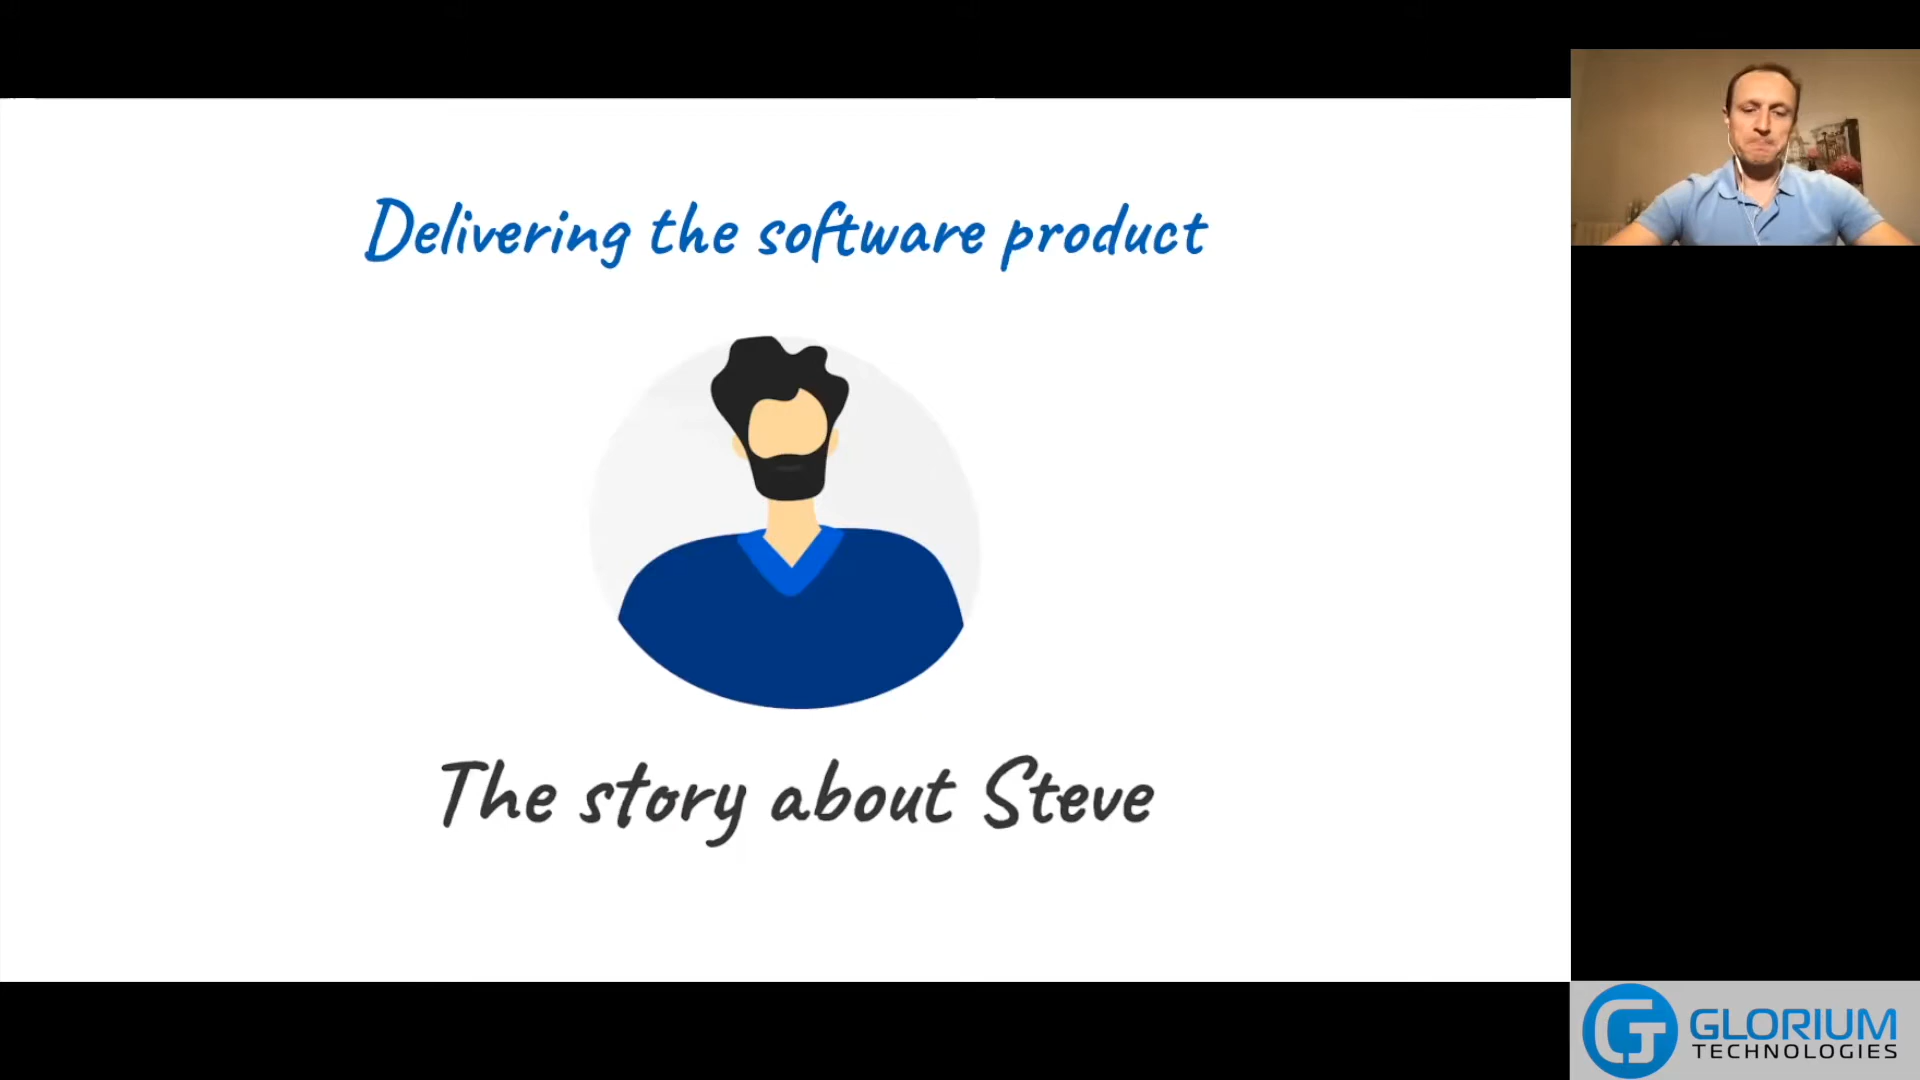 Delivering the software product
The story about Steve
GLORIUM
TECHNOLOGIES